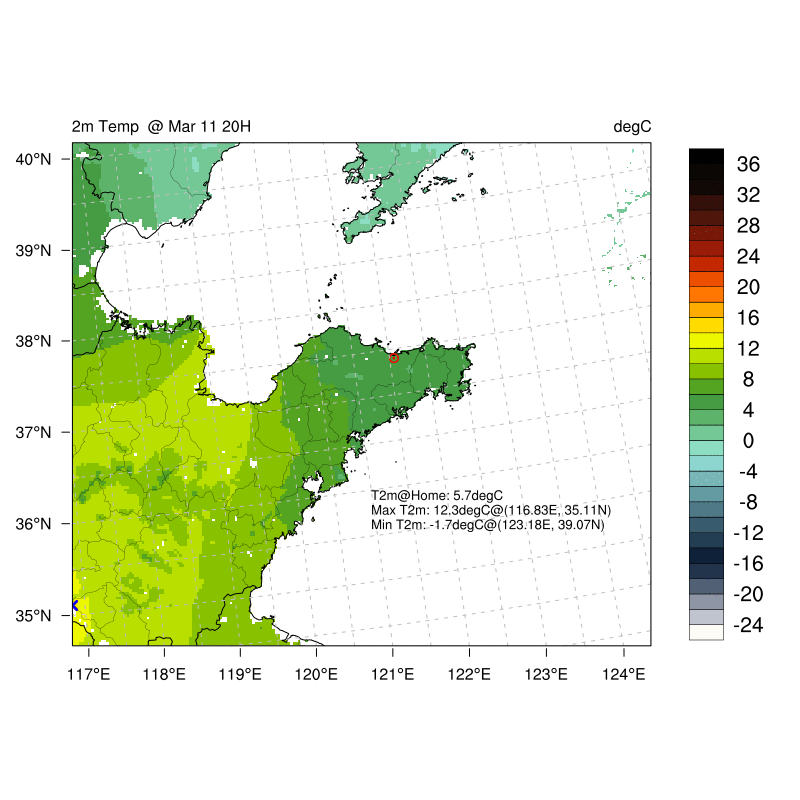 2m Temp  @ Mar 11 20H
degC
40°N
39°N
38°N
37°N
36°N
35°N
117°E
118°E
119°E
120°E
121°E
122°E
123°E
124°E
T2m@Home: 5.7degC
Max T2m: 12.3degC@(116.83E, 35.11N)
Min T2m: -1.7degC@(123.18E, 39.07N)
36
32
28
24
20
16
12
8
4
0
-4
-8
-12
-16
-20
-24